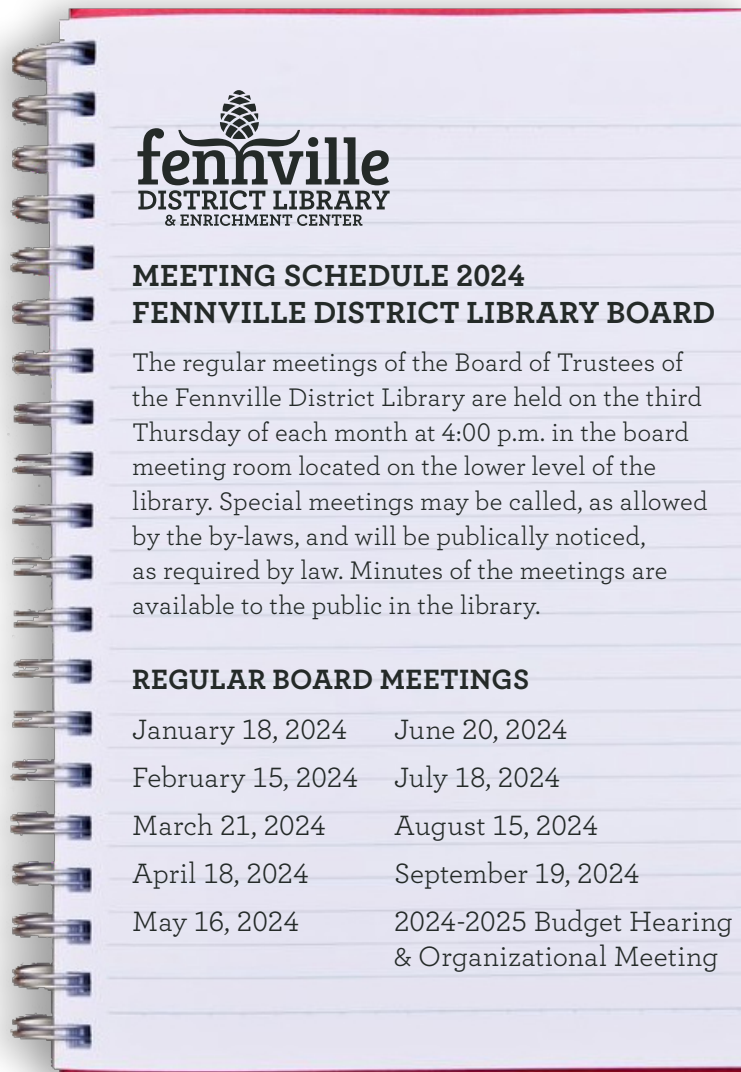 fennville
DISTRICT LIBRARY
& ENRICHMENT CENTER
MEETING SCHEDULE 2024
FENNVILLE DISTRICT LIBRARY BOARD
The regular meetings of the Board of Trustees of
the Fennville District Library are held on the third
Thursday of each month at 4:00 p.m. in the board
meeting room located on the lower level of the
library. Special meetings may be called, as allowed
by the by-laws, and will be publically noticed,
as required by law. Minutes of the meetings are
available to the public in the library.
REGULAR BOARD MEETINGS
January 18, 2024
February 15, 2024
March 21, 2024
April 18, 2024
May 16, 2024
June 20, 2024
July 18, 2024
August 15, 2024
September 19, 2024
2024-2025 Budget Hearing
& Organizational Meeting